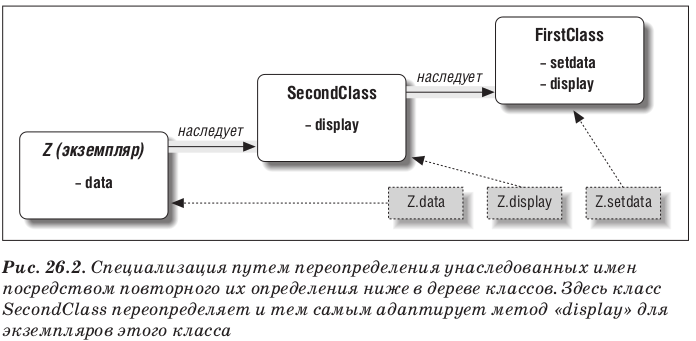 FirstClass
– setdata
– display
наследует
SecondClass
– display
наследует
Z (экземпляр)
– data
Z.data
Z.display
Z.setdata
Рис. 26.2. Специализация путем переопределения унаследованных имен
посредством повторного их определения ниже в дереве классов. Здесь класс
SecondClass переопределяет и тем самым адаптирует метод «display» для
экземпляров этого класса